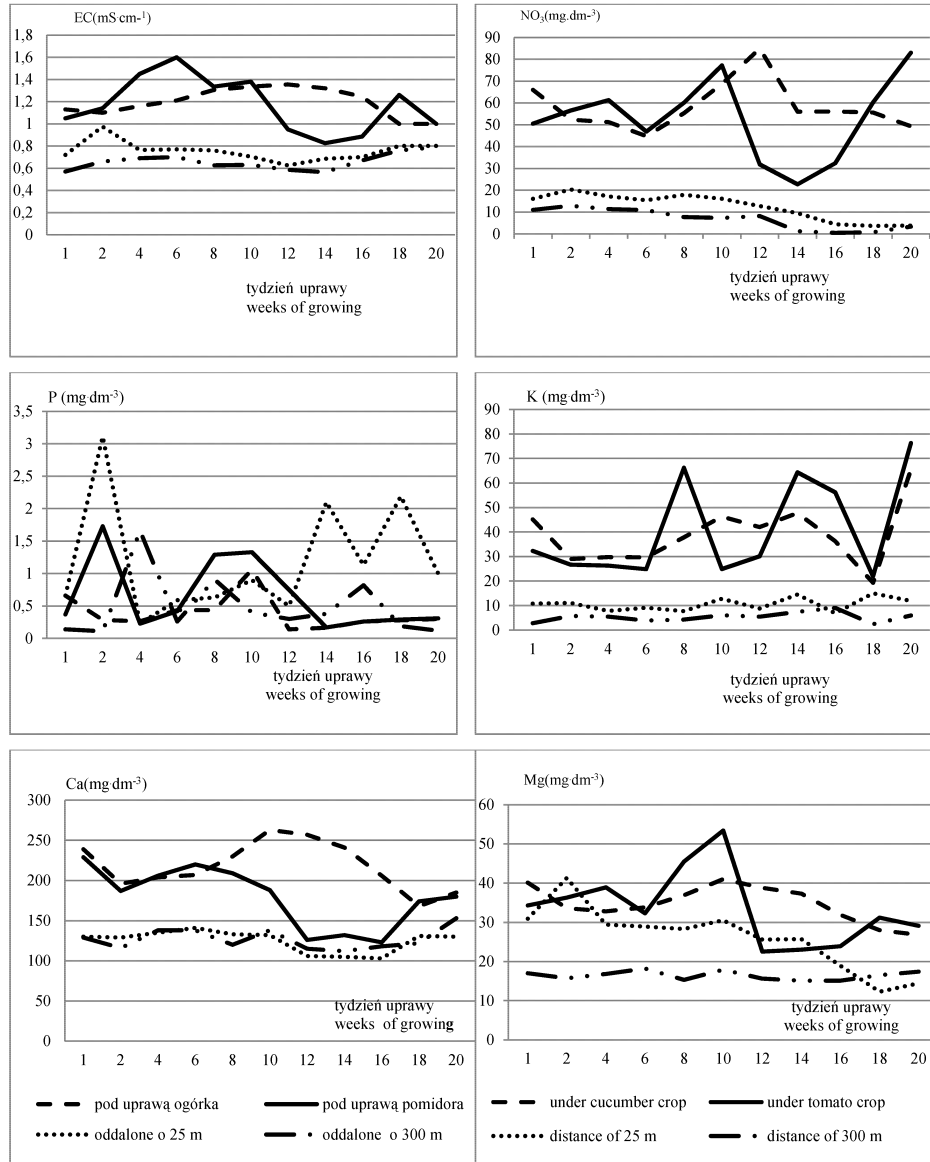 EC(mS·cm-¹)
1,8
1,6
1,4
1,2
1
0,8
0,6
0,4
0,2
0
1 2 4 6 8 10 12 14 16 18 20
tydzień uprawy
weeks of growing
NO₃(mg.dm-³)
90
80
70
60
50
40
30
20
10
0
1 2 4 6 8 10 12 14 16 18 20
tydzień uprawy
weeks of growing
P (mg·dm-³)
3,5
3
2,5
2
1,5
1
0,5
0
1 2 4 6 8 10 12 14 16 18 20
tydzień uprawy
weeks of growing
K (mg·dm-³)
90
80
70
60
50
40
30
20
10
0
1 2 4 6 8 10 12 14 16 18 20
tydzień uprawy
weeks of growing
Ca(mg·dm-³)
300
250
200
150
100
50
0
tydzień uprawy
weeks of growing
1 2 4 6 8 10 12 14 16 18 20
pod uprawą ogórka pod uprawą pomidora
oddalone o 25 m oddalone o 300 m
Mg(mg·dm-³)
60
50
40
30
20
10
0
tydzień uprawy
weeks of growing
1 2 4 6 8 10 12 14 16 18 20
under cucumber crop under tomato crop
distance of 25 m distance of 300 m